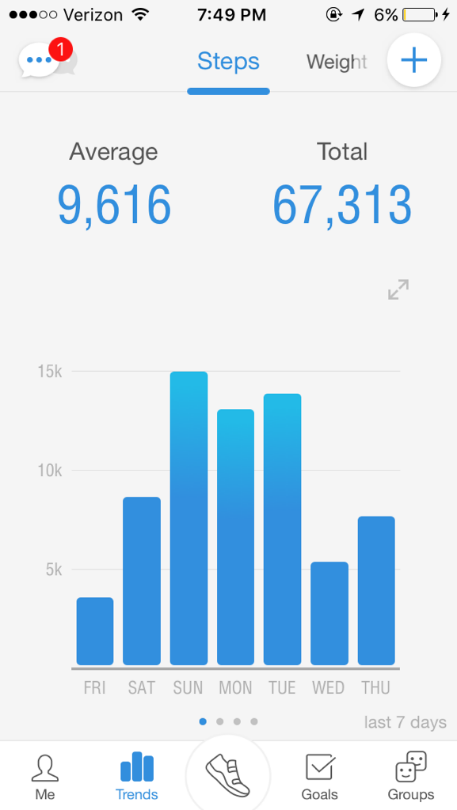 Verizon 7:49 PM 6%
1
Steps Weight
Average Total
9,616 67,313
15k
10k
5k
FRI SAT SUN MON TUE WED THU
last 7 days
Me Trends Goals Groups